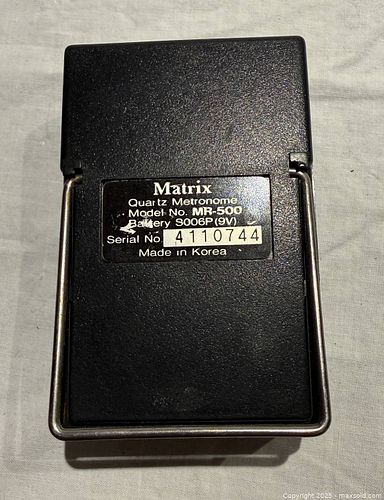 Matrix
Quartz Metronome
Model No. MR-500
Battery S006P(9V)
Serial No. 4110744
Made in Korea
Copyright 2025 - maxsold.com